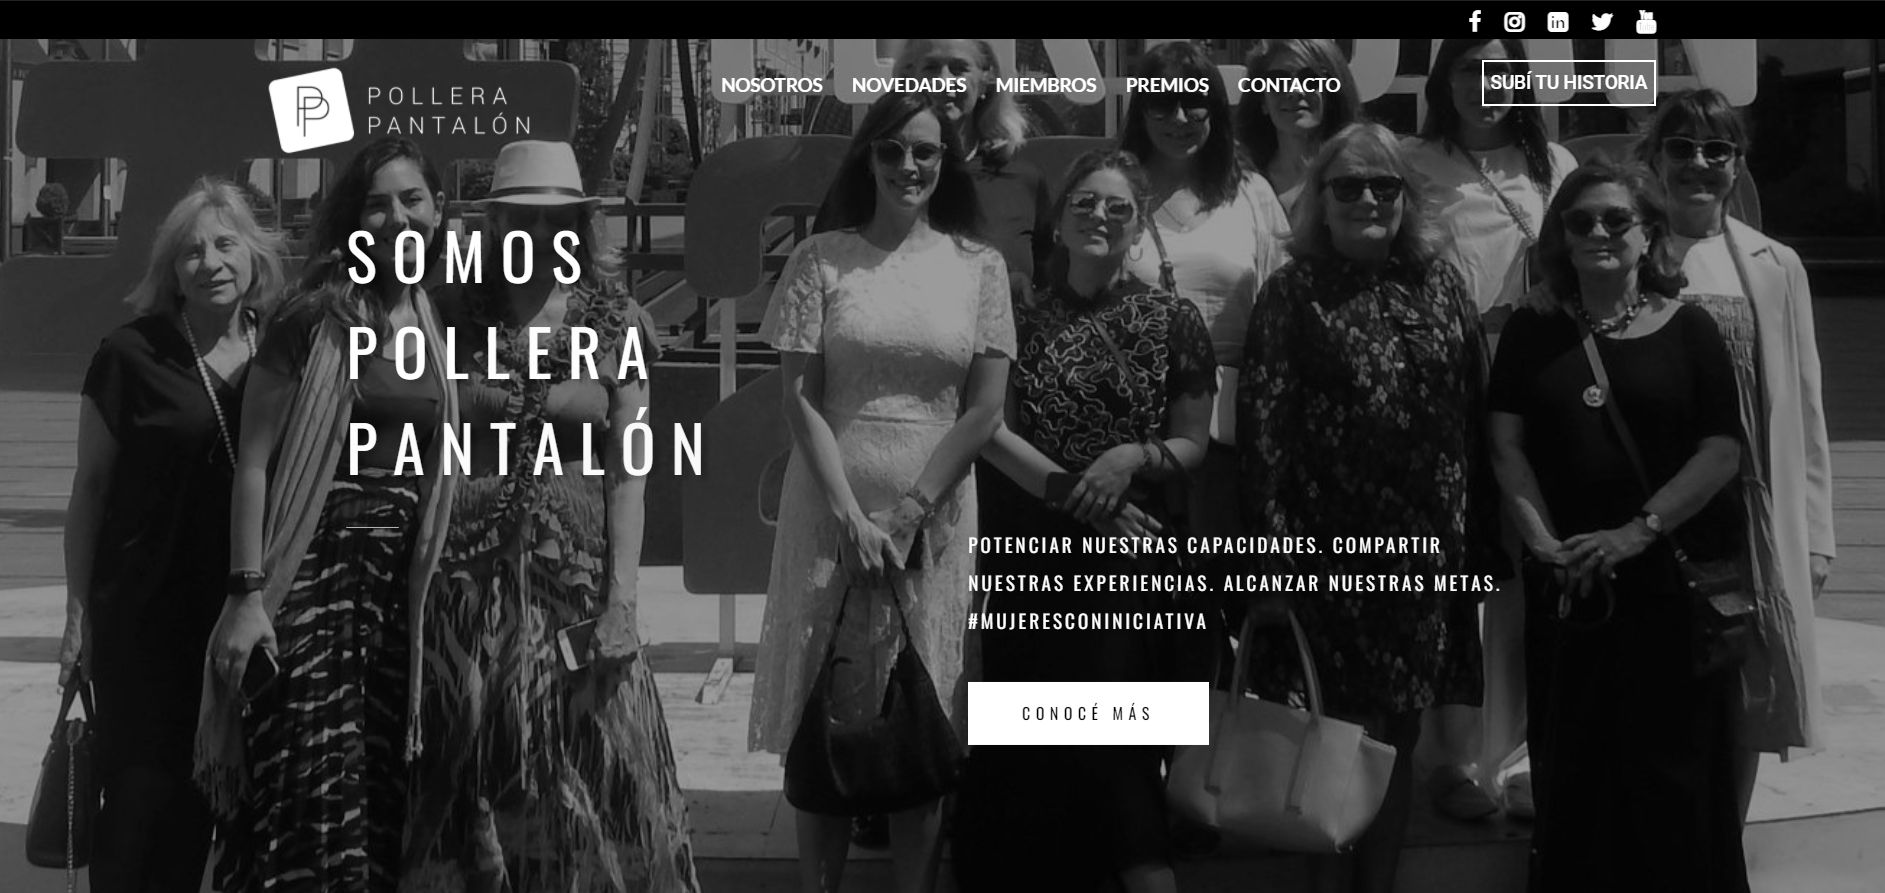 POLLERA
PANTALÓN
NOSOTROS NOVEDADES MIEMBROS PREMIOS CONTACTO
SUBÍ TU HISTORIA
SOMOS
POLLERA
PANTALÓN
POTENCIAR NUESTRAS CAPACIDADES. COMPARTIR
NUESTRAS EXPERIENCIAS. ALCANZAR NUESTRAS METAS.
#MUJERESCONINICIATIVA
CONOCÉ MÁS